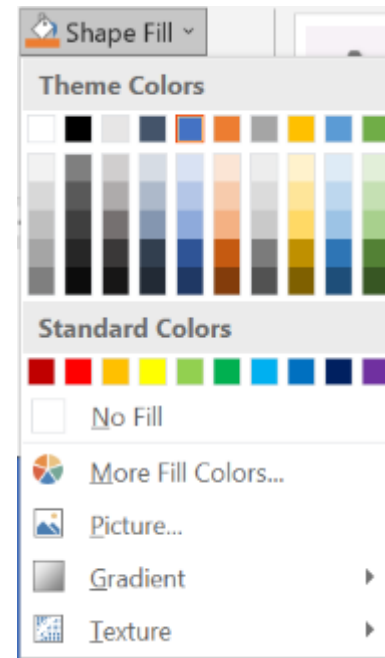 Shape Fill
Theme Colors
Standard Colors
No Fill
More Fill Colors...
Picture...
Gradient
Texture